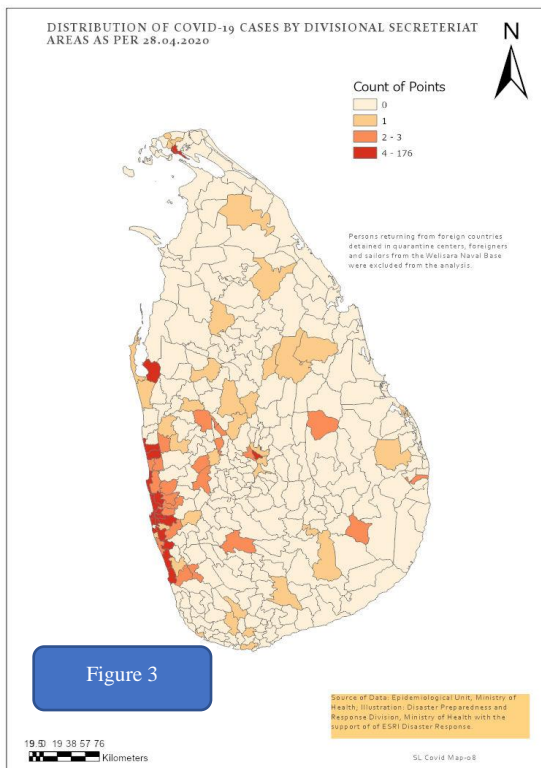 DISTRIBUTION OF COVID-19 CASES BY DIVISIONAL SECRETERIAT
AREAS AS PER 28.04.2020
N
Count of Points
0
1
2 - 3
4 - 176
Persons returning from foreign countries
detained in quarantine centers, foreigners
and sailors from the Welisara Naval Base
were excluded from the analysis.
Figure 3
Source of Data: Epidemiological Unit, Ministry of
Health; Illustration: Disaster Preparedness and
Response Division, Ministry of Health with the
support of of ESRI Disaster Response.
19 38 57 76
Kilometers
SL Covid Map-08